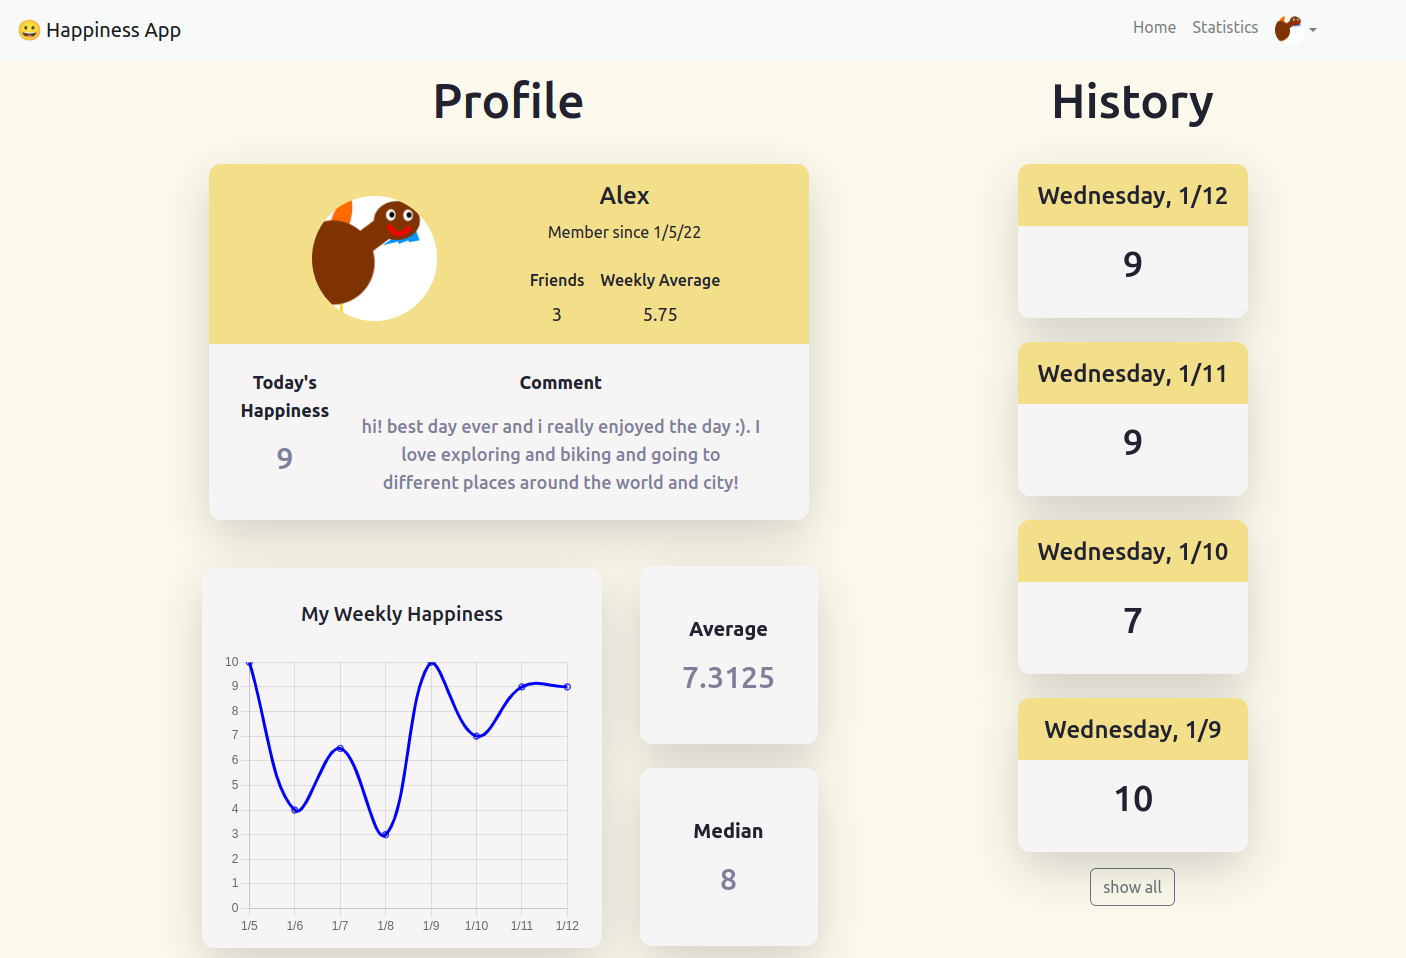 😀 Happiness App
Home
Statistics
Profile
Alex
Member since 1/5/22
Friends
Weekly Average
3
5.75
Today's
Happiness
9
Comment
hi! best day ever and i really enjoyed the day :). I
love exploring and biking and going to
different places around the world and city!
My Weekly Happiness
10
9
8
7
6
5
4
3
2
1
0
1/5
1/6
1/7
1/8
1/9
1/10
1/11
1/12
Average
7.3125
Median
8
History
Wednesday, 1/12
9
Wednesday, 1/11
9
Wednesday, 1/10
7
Wednesday, 1/9
10
show all